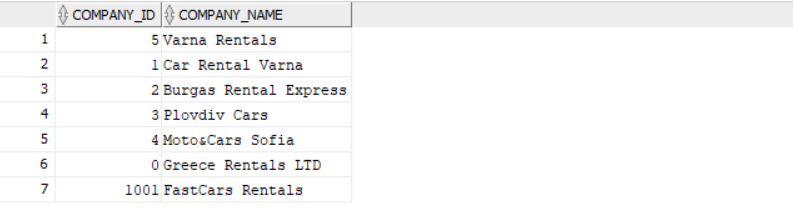 COMPANY_ID COMPANY_NAME
1 5 Varna Rentals
2 1 Car Rental Varna
3 2 Burgas Rental Express
4 3 Plovdiv Cars
5 4 Moto&Cars Sofia
6 0 Greece Rentals LTD
7 1001 FastCars Rentals